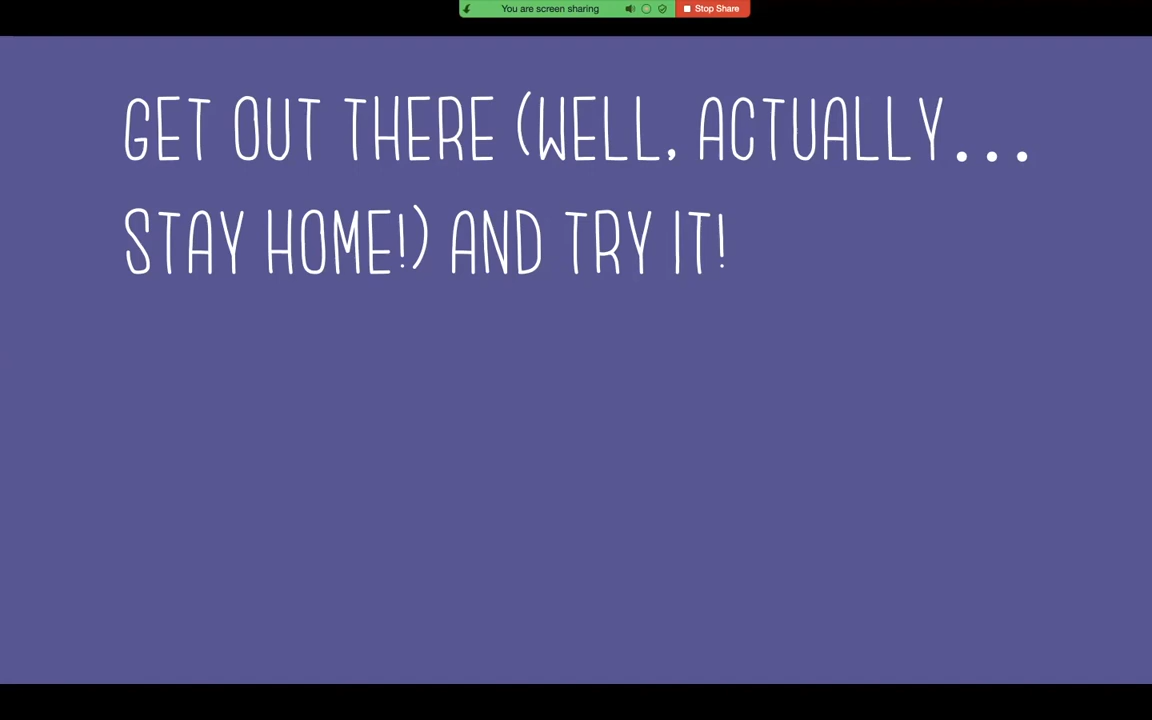 You are screen sharing
Stop Share
GET OUT THERE (WELL, ACTUALLY...
STAY HOME!) AND TRY IT!